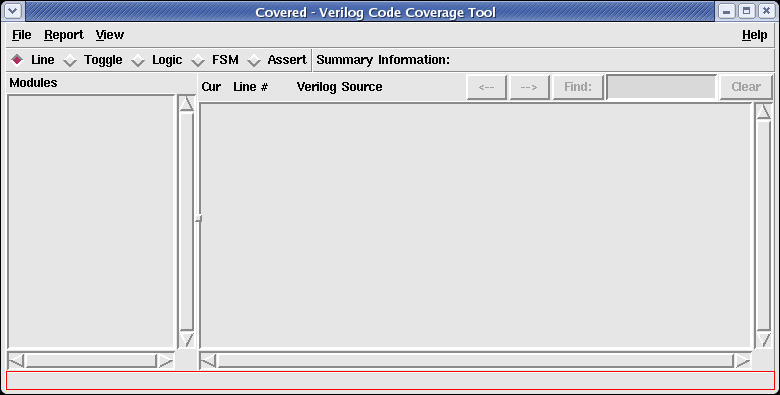 Covered - Verilog Code Coverage Tool
File Report View Help
Line Toggle Logic FSM Assert Summary Information:
Modules
Cur Line # Verilog Source <-- --> Find: Clear